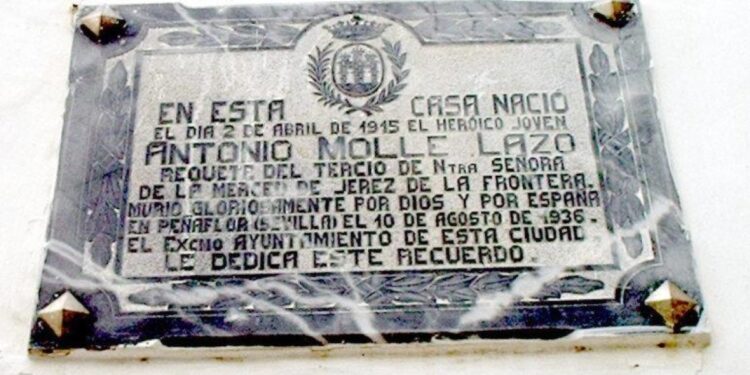 EN ESTA CASA NACIÓ
EL DIA 2 DE ABRIL DE 1915 EL HERÓICO JOVEN
ANTONIO MOLLE LAZO
REQUETE DEL TERCIO DE NTRA SEÑORA
DE LA MERCED DE JEREZ DE LA FRONTERA.
MURIO GLORIOSAMENTE POR DIOS Y POR ESPAÑA
EN PEÑAFLOR (SEVILLA) EL 10 DE AGOSTO DE 1936-
EL EXCMO AYUNTAMIENTO DE ESTA CIUDAD
LE DEDICA ESTE RECUERDO.